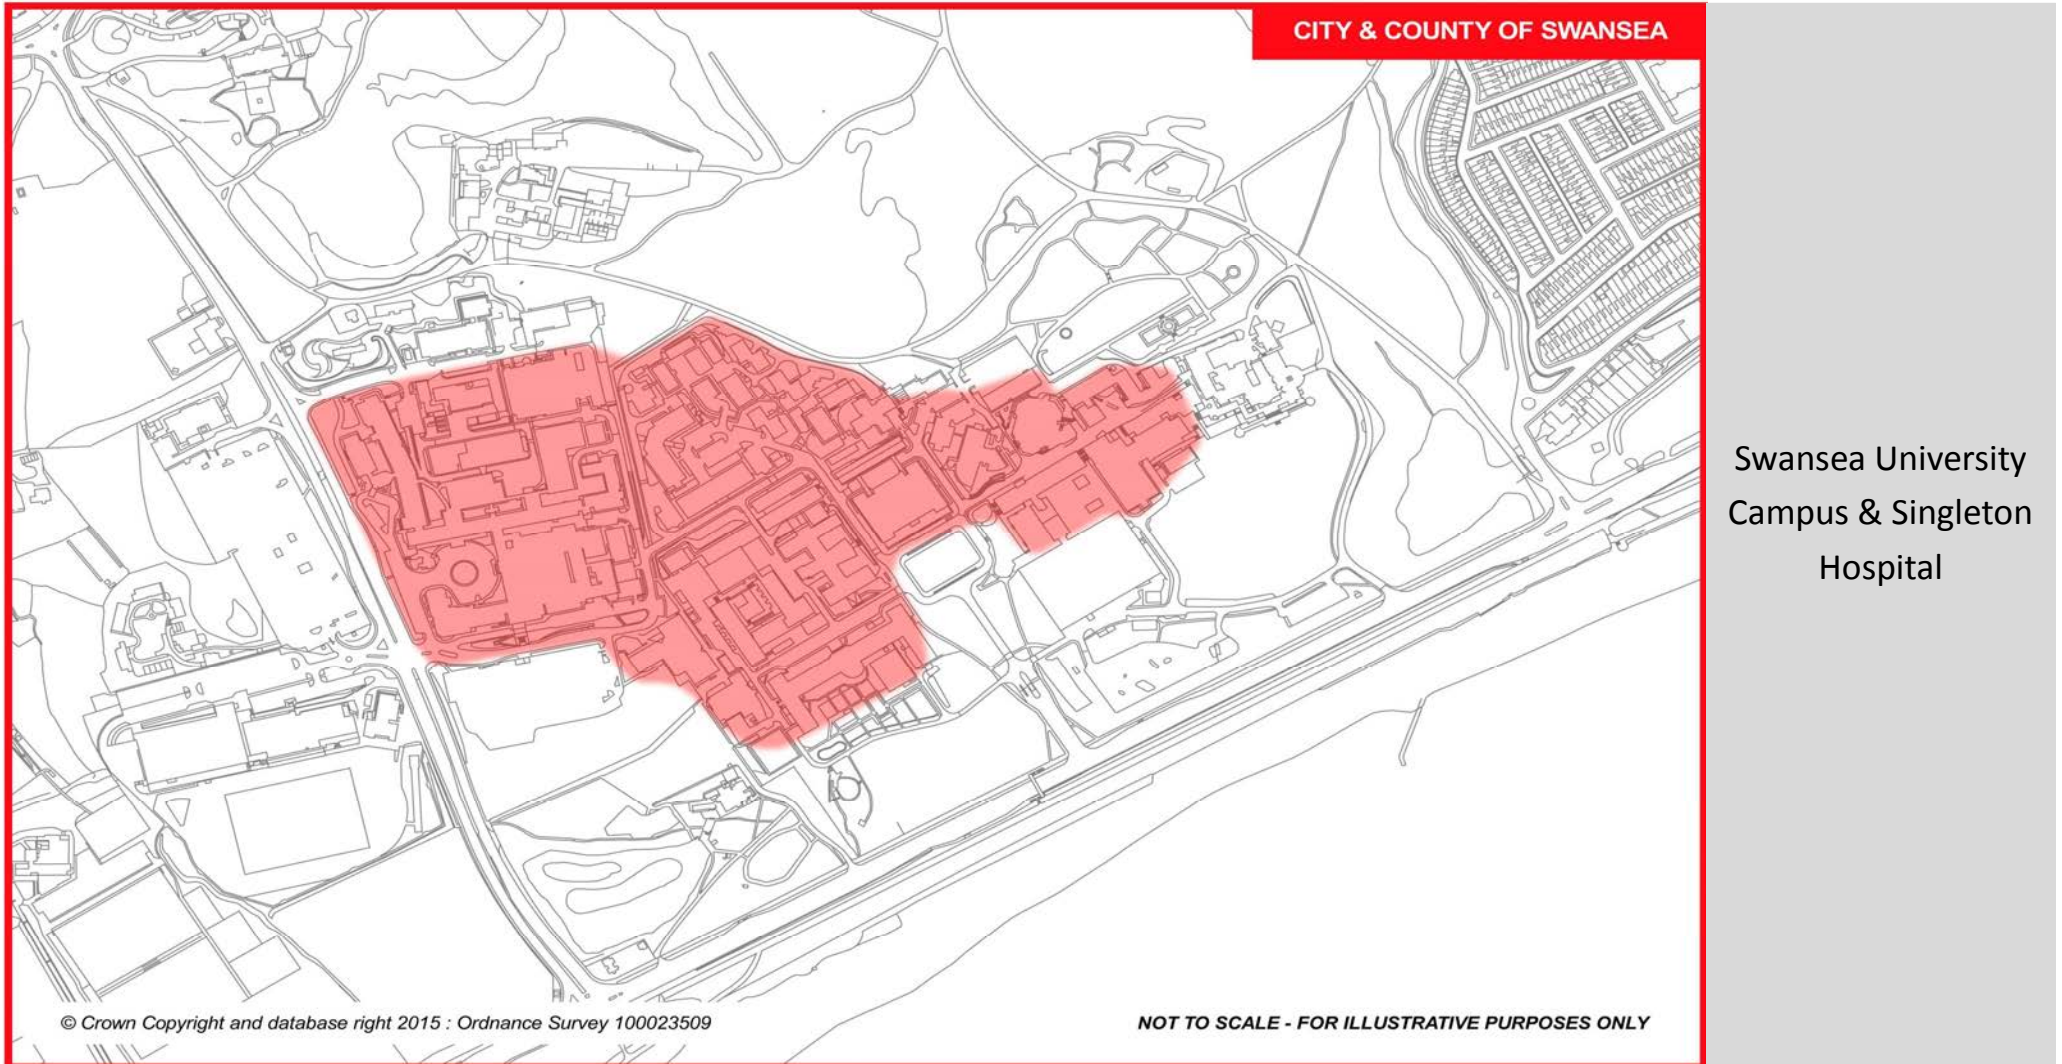 CITY & COUNTY OF SWANSEA
Swansea University
Campus & Singleton
Hospital
© Crown Copyright and database right 2015 : Ordnance Survey 100023509
NOT TO SCALE - FOR ILLUSTRATIVE PURPOSES ONLY